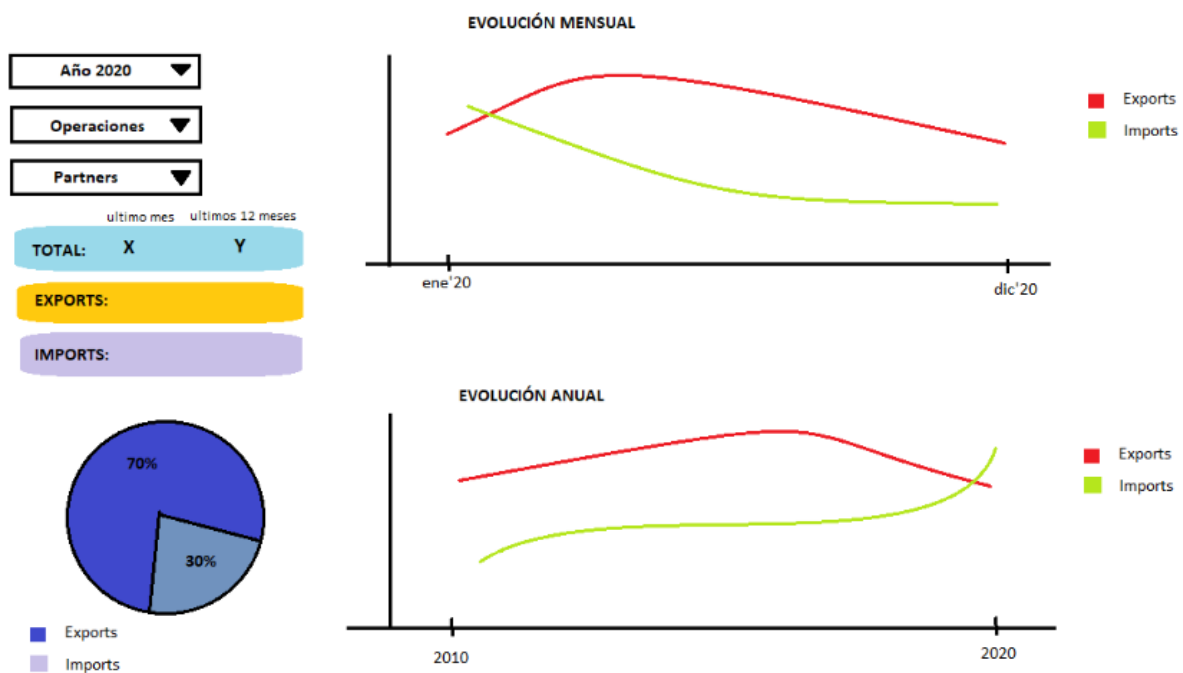 EVOLUCIÓN MENSUAL
Año 2020
Operaciones
Partners
ultimo mes ultimos 12 meses
TOTAL: X Y
EXPORTS:
IMPORTS:
70%
30%
Exports
Imports
Exports
Imports
ene'20 dic'20
EVOLUCIÓN ANUAL
Exports
Imports
2010 2020